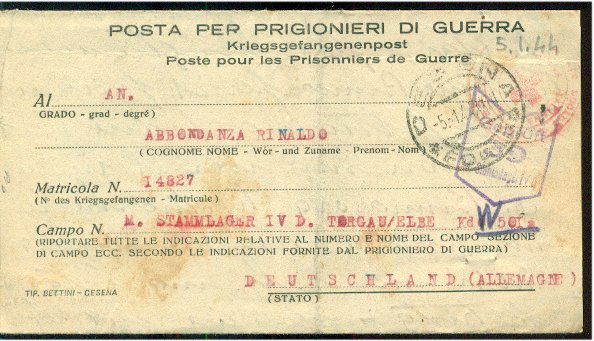 POSTA PER PRIGIONIERI DI GUERRA
Kriegsgefangenenpost
Poste pour les Prisonniers de Guerre
5.1.44
Al AN.
GRADO - grad - degré)
ABBONDANZA RINALDO
(COGNOME NOME - Wor - und Zuname - Prenom - Nom)
Matricola N. 14827
(N° des Kriegsgefangenen - Matricule)
Campo N. M. STAMMLAGER IV D. TORGAU/ELBE Kd W 501a
(RIPORTARE TUTTE LE INDICAZIONI RELATIVE AL NUMERO E NOME DEL CAMPO SEZIONE
DI CAMPO ECC. SECONDO LE INDICAZIONI FORNITE DAL PRIGIONIERO DI GUERRA)
DEUTSCHLAND (ALLEMAGNE)
(STATO)
TIP. BETTINI - CESENA